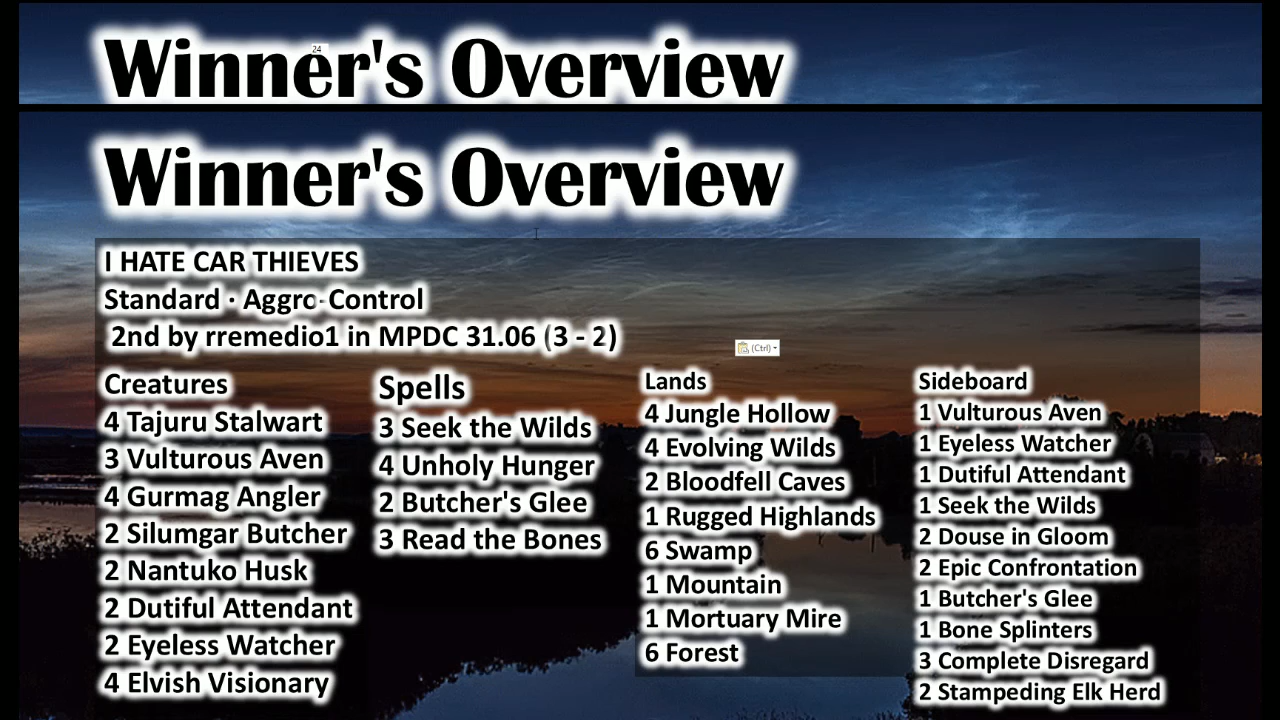 Winner's Overview
24
Winner's Overview
I HATE CAR THIEVES
Standard · Aggro-Control
2nd by rremedio1 in MPDC 31.06 (3 - 2)
(Ctrl)
Creatures
4 Tajuru Stalwart
3 Vulturous Aven
4 Gurmag Angler
2 Silumgar Butcher
2 Nantuko Husk
2 Dutiful Attendant
2 Eyeless Watcher
4 Elvish Visionary
Spells
3 Seek the Wilds
4 Unholy Hunger
2 Butcher's Glee
3 Read the Bones
Lands
4 Jungle Hollow
4 Evolving Wilds
2 Bloodfell Caves
1 Rugged Highlands
6 Swamp
1 Mountain
1 Mortuary Mire
6 Forest
Sideboard
1 Vulturous Aven
1 Eyeless Watcher
1 Dutiful Attendant
1 Seek the Wilds
2 Douse in Gloom
2 Epic Confrontation
1 Butcher's Glee
1 Bone Splinters
3 Complete Disregard
2 Stampeding Elk Herd